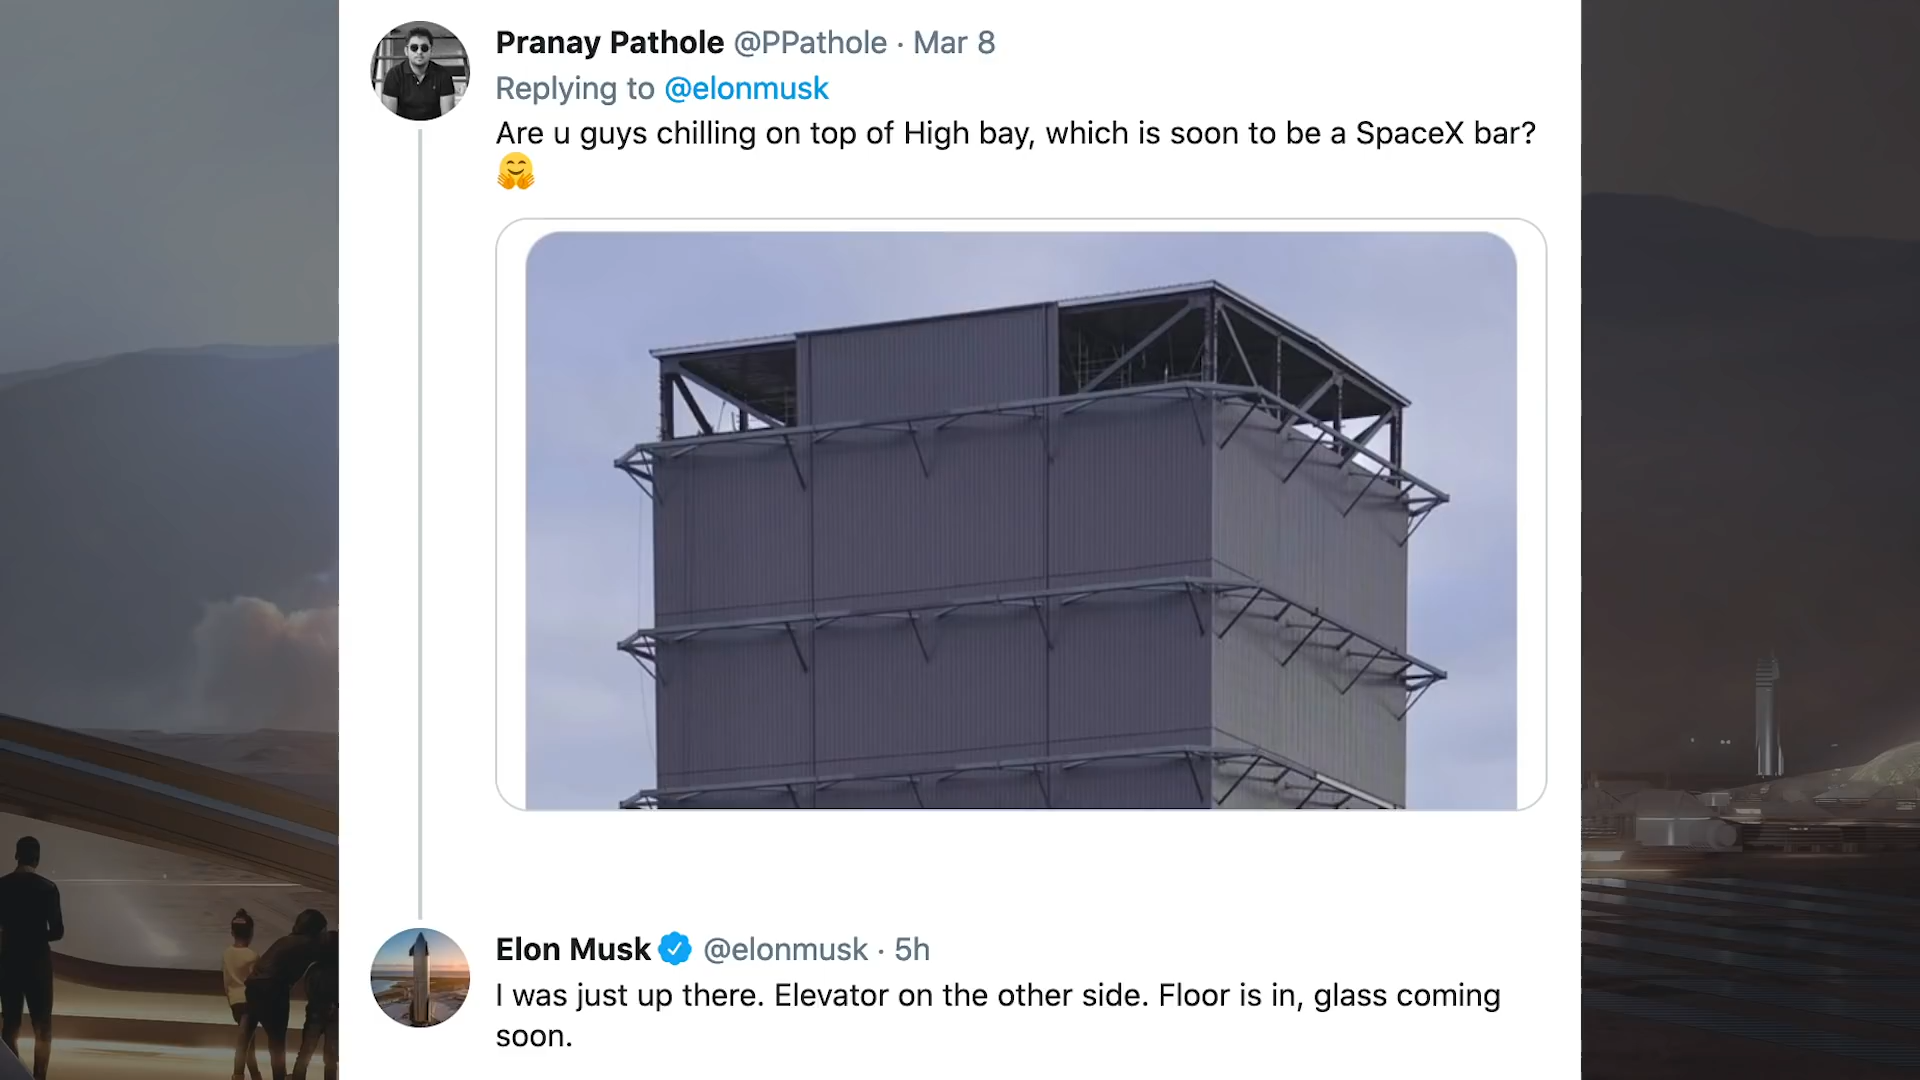 Pranay Pathole @PPathole · Mar 8
Replying to @elonmusk
Are u guys chilling on top of High bay, which is soon to be a SpaceX bar?
🤗
Elon Musk @elonmusk · 5h
I was just up there. Elevator on the other side. Floor is in, glass coming
soon.